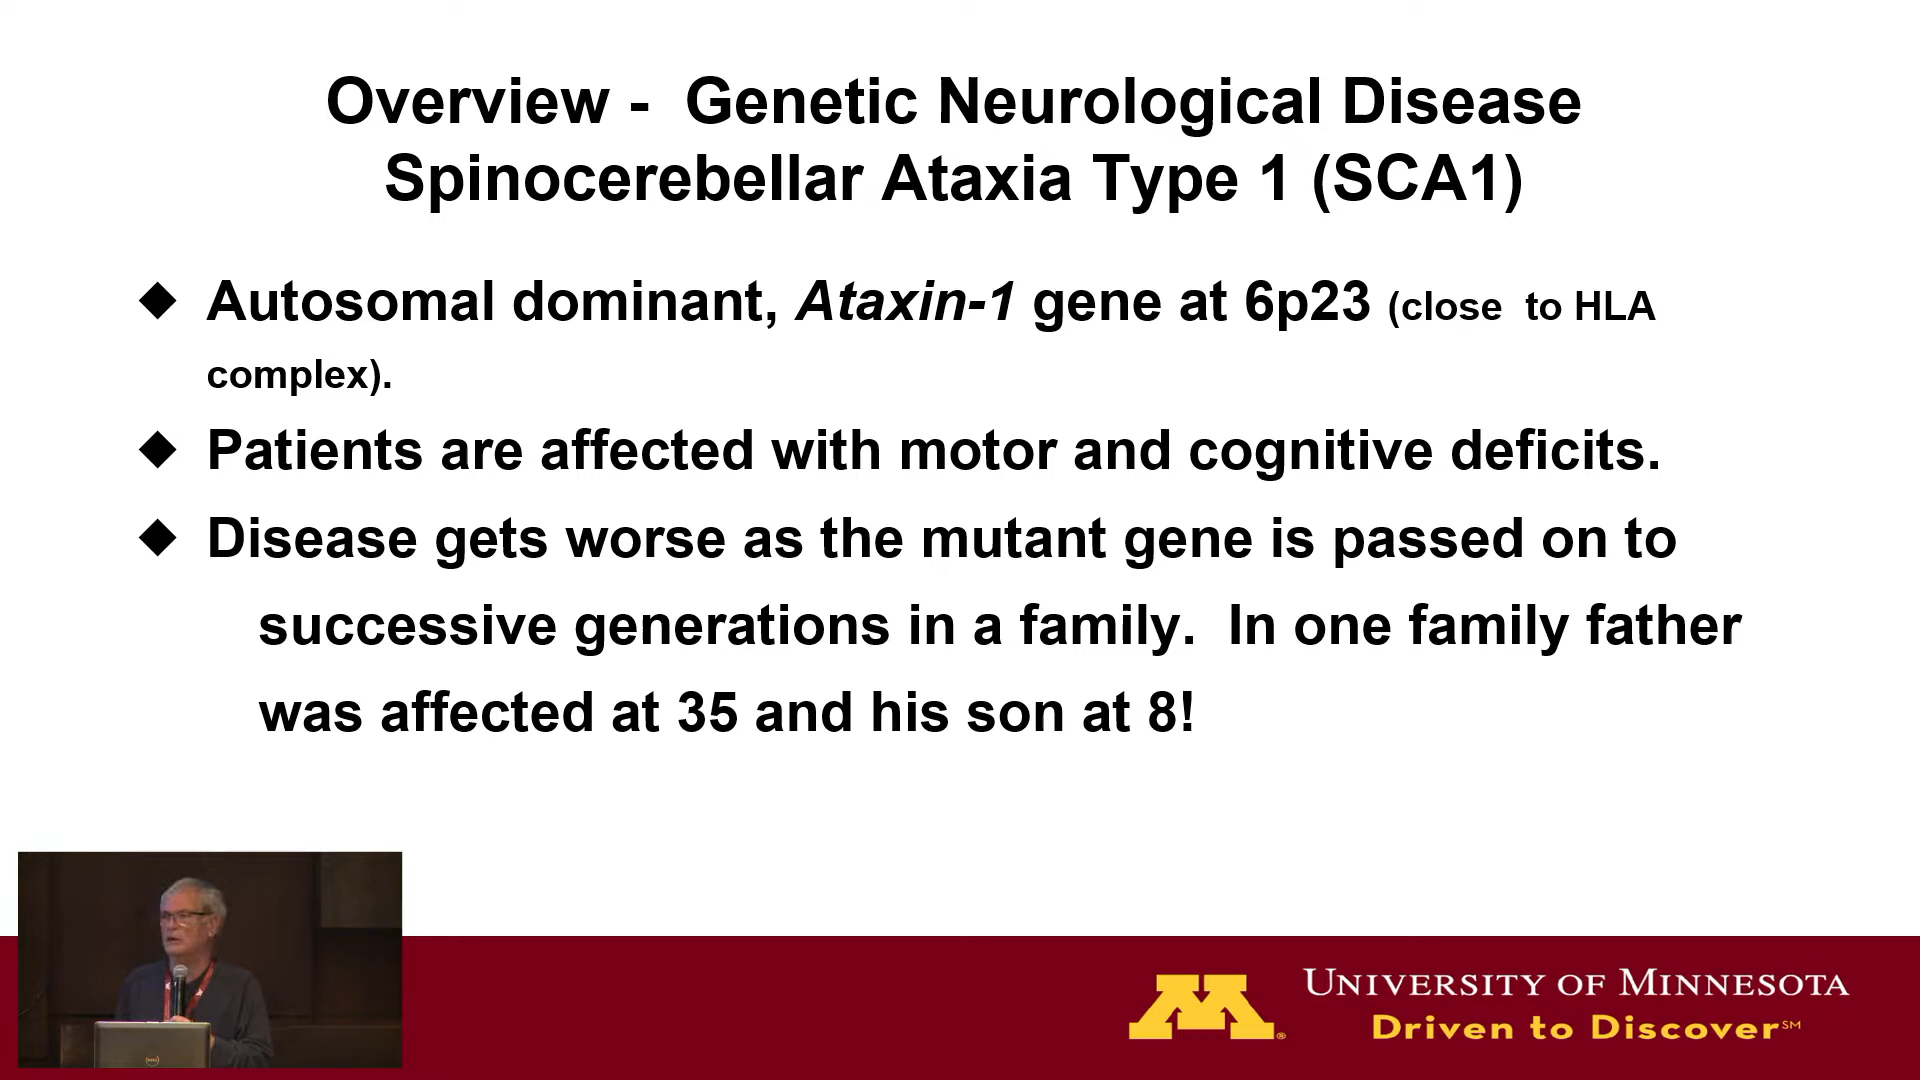 Overview -  Genetic Neurological Disease
Spinocerebellar Ataxia Type 1 (SCA1)
◆ Autosomal dominant, Ataxin-1 gene at 6p23 (close  to HLA
complex).
◆ Patients are affected with motor and cognitive deficits.
◆ Disease gets worse as the mutant gene is passed on to
successive generations in a family.  In one family father
was affected at 35 and his son at 8!
M®
UNIVERSITY OF MINNESOTA
Driven to Discover℠
DELL